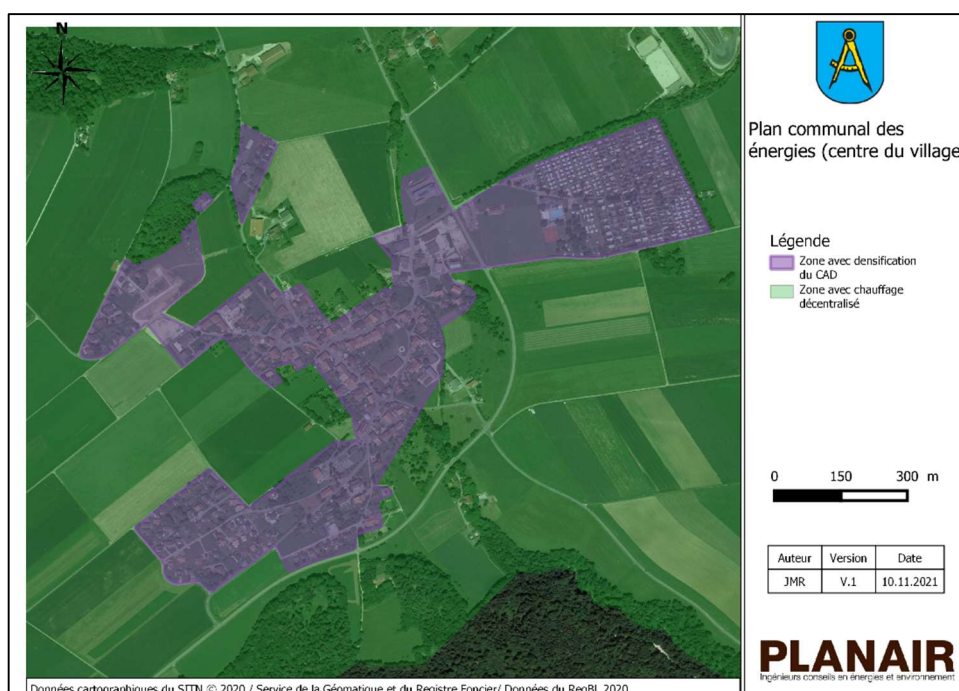 N
Plan communal des
énergies (centre du village
Légende
Zone avec densification
du CAD
Zone avec chauffage
décentralisé
0 150 300 m
Auteur Version Date
JMR V.1 10.11.2021
PLANAIR
Ingénieurs conseils en énergies et environnement
Données cartographiques du SITN © 2020 / Service de la Géomatique et du Registre Foncier/ Données du RegBL 2020